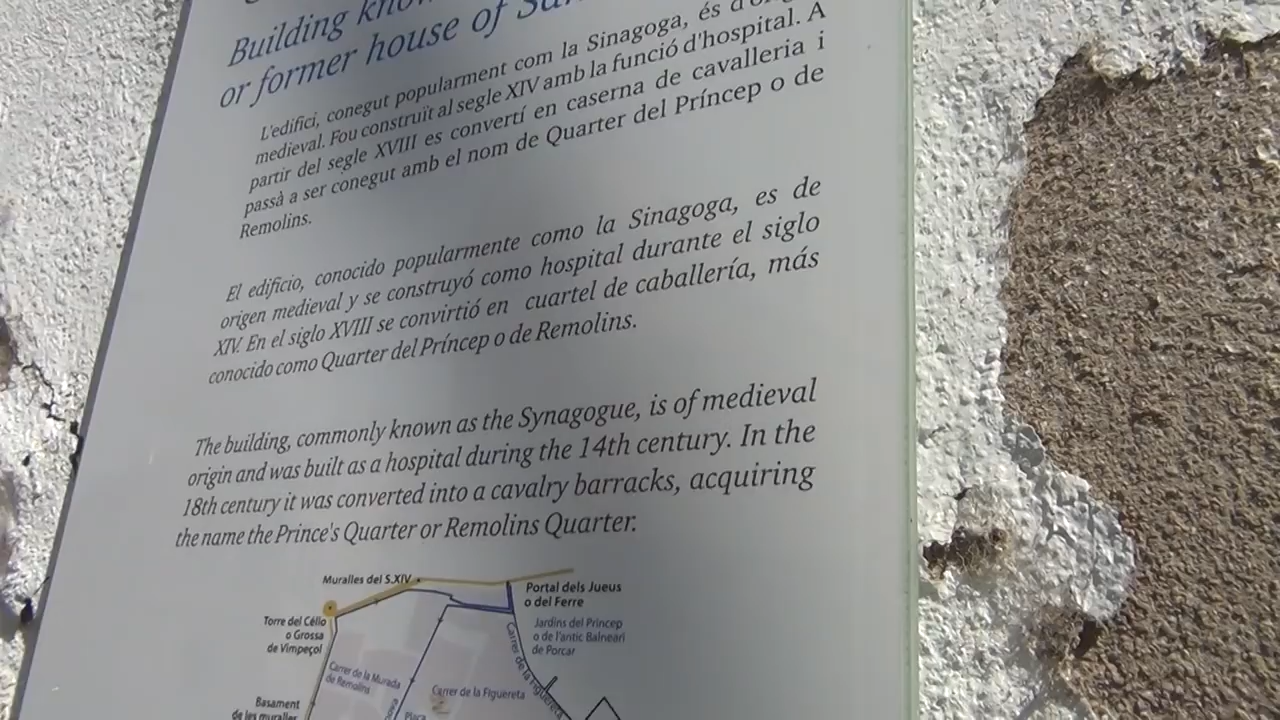 Building
or former house of
L'edifici, conegut popularment com la Sinagoga, és
medieval. Fou construït al segle XIV amb la funció d'hospital. A
partir del segle XVIII es convertí en caserna de cavalleria i
passà a ser conegut amb el nom de Quarter del Príncep o de
Remolins.
El edificio, conocido popularmente como la Sinagoga, es de
origen medieval y se construyó como hospital durante el siglo
XIV. En el siglo XVIII se convirtió en cuartel de caballería, más
conocido como Quarter del Príncep o de Remolins.
The building, commonly known as the Synagogue, is of medieval
origin and was built as a hospital during the 14th century. In the
18th century it was converted into a cavalry barracks, acquiring
the name the Prince's Quarter or Remolins Quarter.
Muralles del S.XIV
Portal dels Jueus
o del Ferre
Torre del Cèlio
o Grossa
de Vimpeçol
Jardins del Príncep
o de l'antic Balneari
de Porcar
Carrer de la Murada
de Remolins
Carrer de la Figuereta
Carrer de la Figuereta
Basament
de les muralles
Plaça